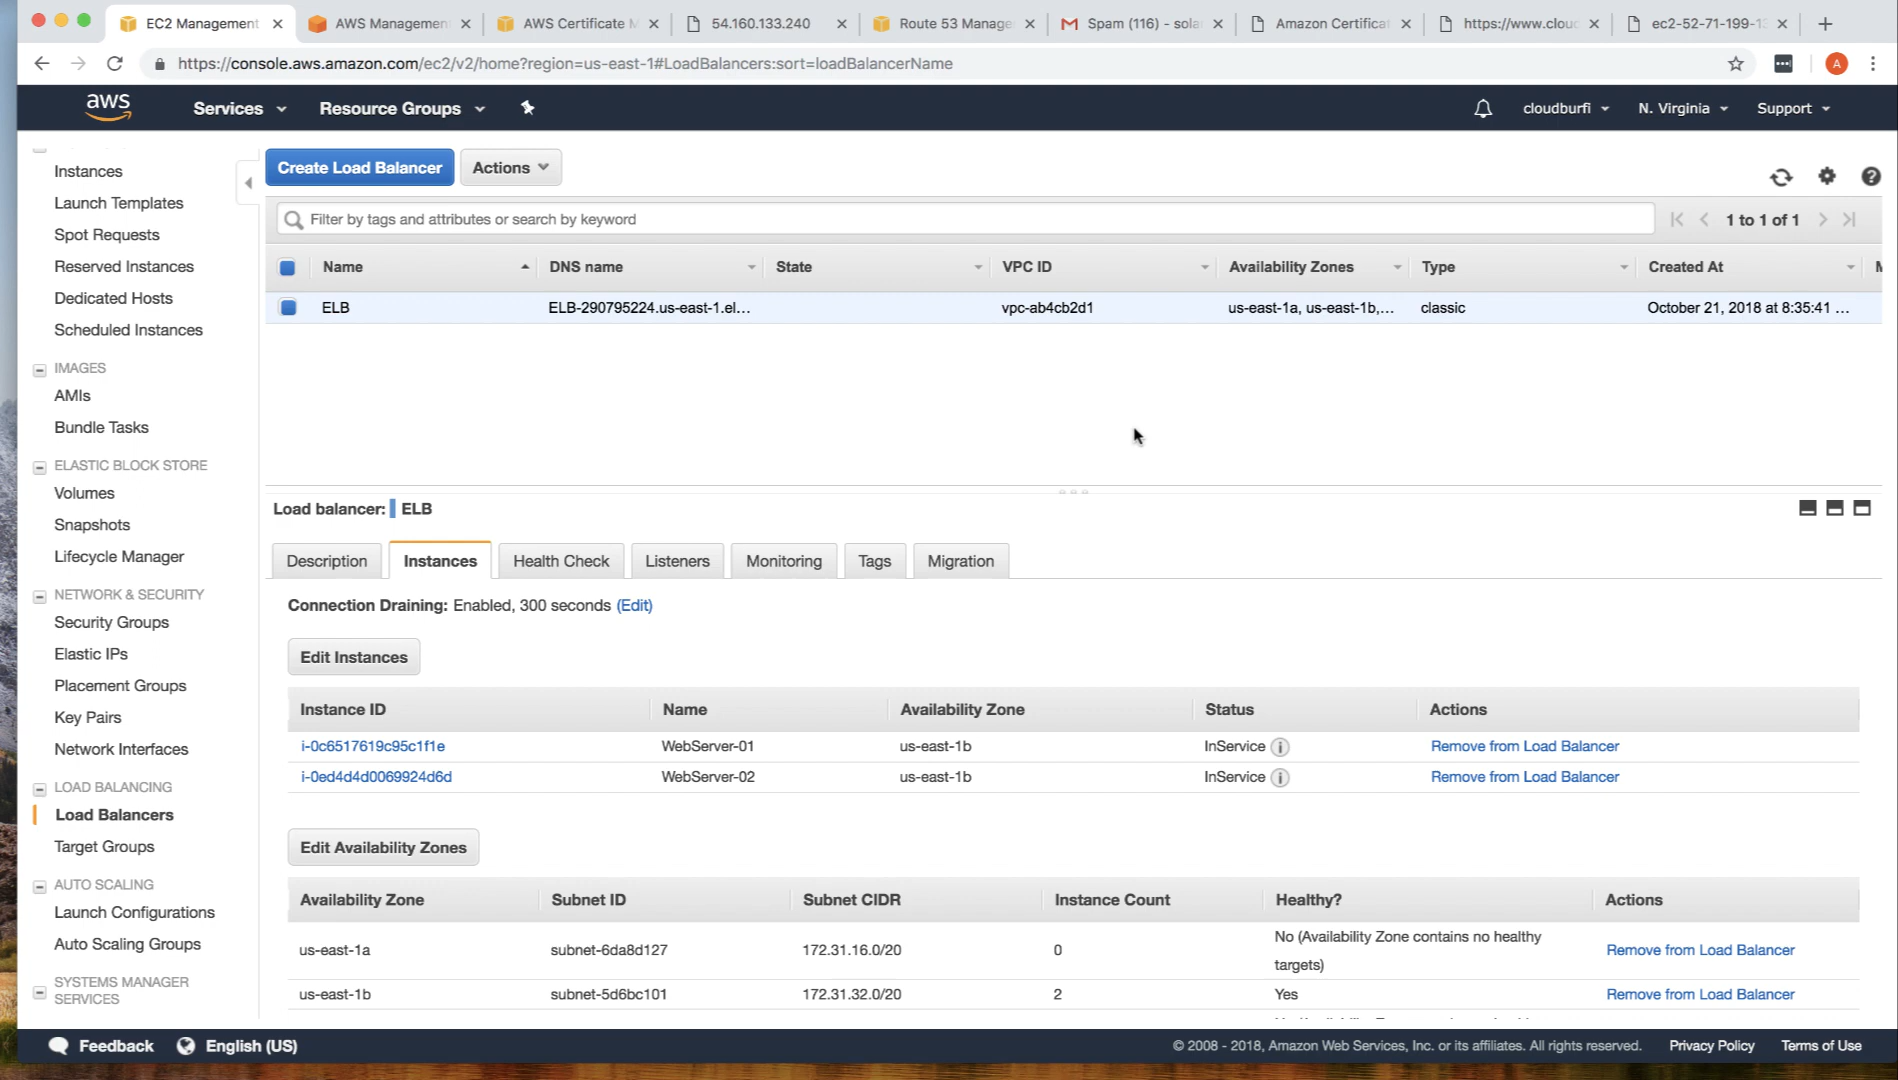 EC2 Management
AWS Managemen
AWS Certificate M
54.160.133.240
Route 53 Manage
Spam (116) - sola
Amazon Certificat
https://www.clou
ec2-52-71-199-1
https://console.aws.amazon.com/ec2/v2/home?region=us-east-1#LoadBalancers:sort=loadBalancerName
A
aws
Services
Resource Groups
cloudburfi
N. Virginia
Support
Instances
Launch Templates
Spot Requests
Reserved Instances
Dedicated Hosts
Scheduled Instances
IMAGES
AMIs
Bundle Tasks
ELASTIC BLOCK STORE
Volumes
Snapshots
Lifecycle Manager
NETWORK & SECURITY
Security Groups
Elastic IPs
Placement Groups
Key Pairs
Network Interfaces
LOAD BALANCING
Load Balancers
Target Groups
AUTO SCALING
Launch Configurations
Auto Scaling Groups
SYSTEMS MANAGER
SERVICES
Create Load Balancer
Actions
Filter by tags and attributes or search by keyword
1 to 1 of 1
Name DNS name State VPC ID Availability Zones Type Created At
ELB ELB-290795224.us-east-1.el... vpc-ab4cb2d1 us-east-1a, us-east-1b,... classic October 21, 2018 at 8:35:41 ...
Load balancer: ELB
Description Instances Health Check Listeners Monitoring Tags Migration
Connection Draining: Enabled, 300 seconds (Edit)
Edit Instances
Instance ID Name Availability Zone Status Actions
i-0c6517619c95c1f1e WebServer-01 us-east-1b InService Remove from Load Balancer
i-0ed4d4d0069924d6d WebServer-02 us-east-1b InService Remove from Load Balancer
Edit Availability Zones
Availability Zone Subnet ID Subnet CIDR Instance Count Healthy? Actions
us-east-1a subnet-6da8d127 172.31.16.0/20 0 No (Availability Zone contains no healthy targets) Remove from Load Balancer
us-east-1b subnet-5d6bc101 172.31.32.0/20 2 Yes Remove from Load Balancer
Feedback
English (US)
© 2008 - 2018, Amazon Web Services, Inc. or its affiliates. All rights reserved.
Privacy Policy
Terms of Use